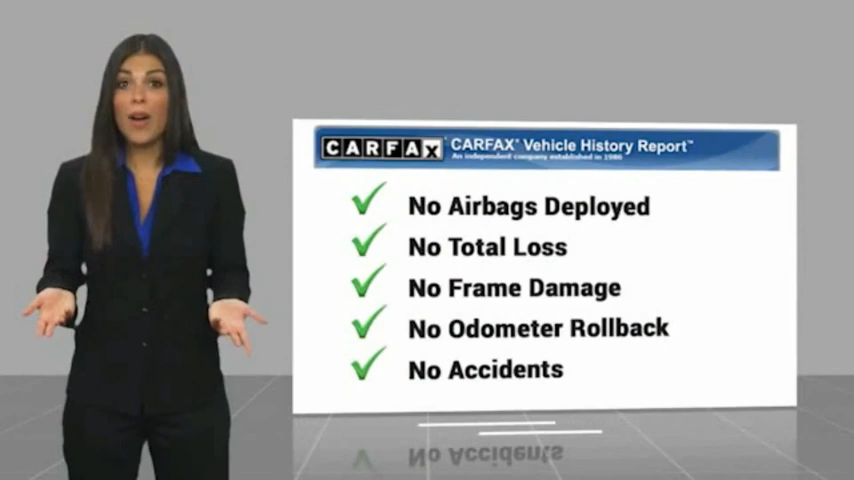 CARFAX CARFAX® Vehicle History Report™
An independent company established in 1986
No Airbags Deployed
No Total Loss
No Frame Damage
No Odometer Rollback
No Accidents
No Accidents